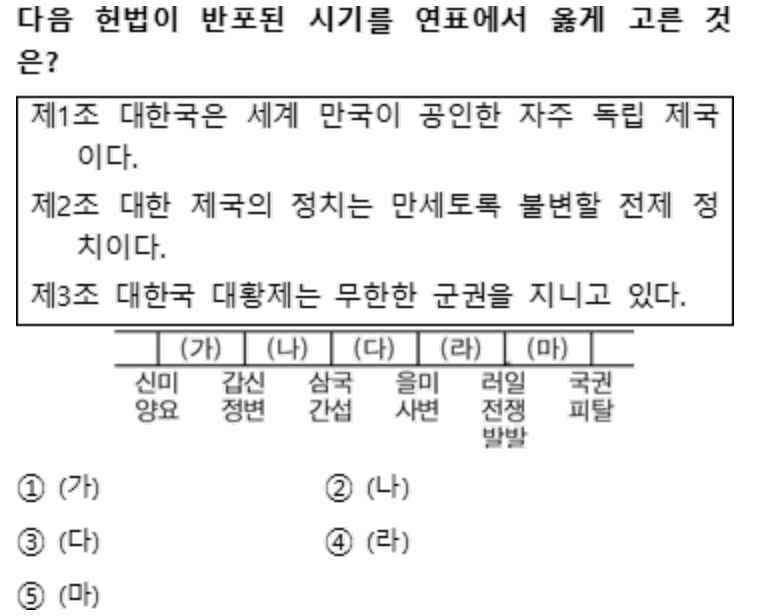 다음 헌법이 반포된 시기를 연표에서 옳게 고른 것
은?
제1조 대한국은 세계 만국이 공인한 자주 독립 제국
이다.
제2조 대한 제국의 정치는 만세토록 불변할 전제 정
치이다.
제3조 대한국 대황제는 무한한 군권을 지니고 있다.
(가) (나) (다) (라) (마)
신미 갑신 삼국 을미 러일 국권
양요 정변 간섭 사변 전쟁 피탈
발발
① (가) ② (나)
③ (다) ④ (라)
⑤ (마)